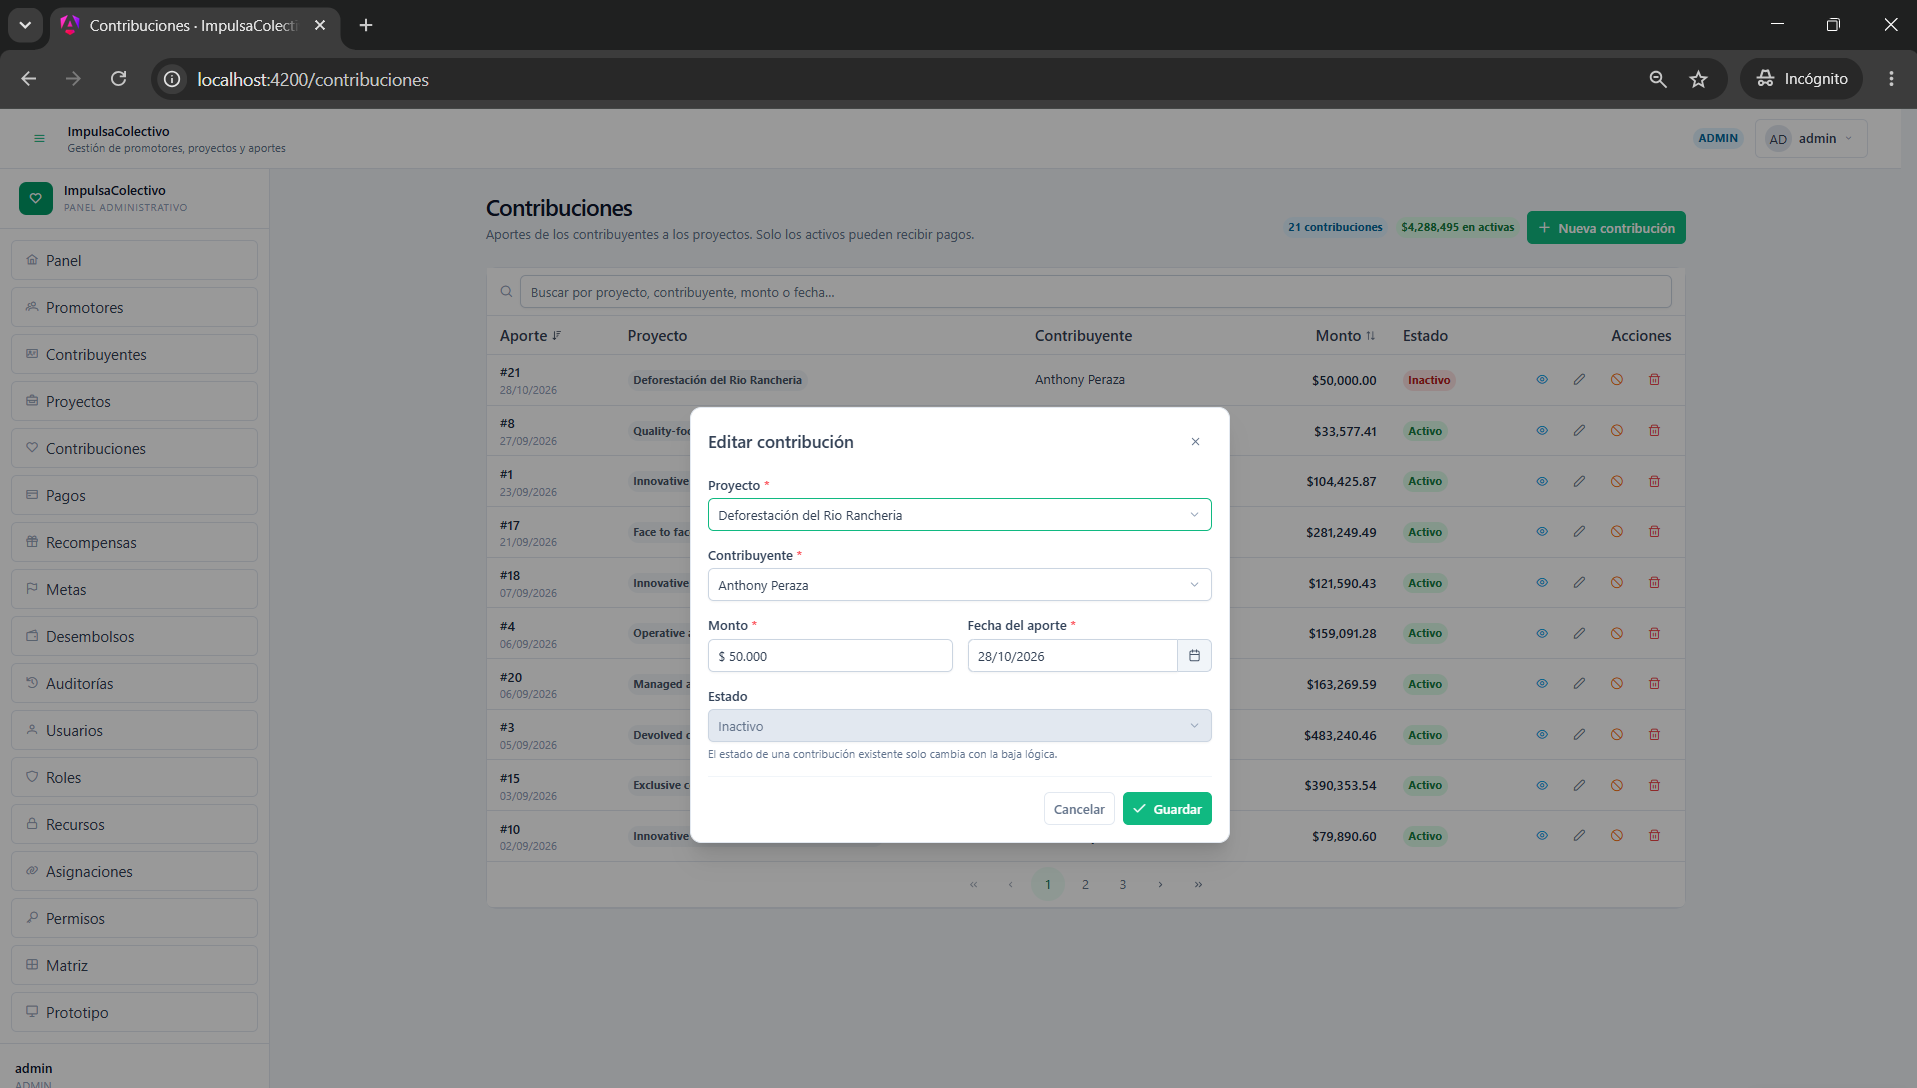 Contribuciones · ImpulsaColecti
localhost:4200/contribuciones
Incógnito
ImpulsaColectivo
Gestión de promotores, proyectos y aportes
ADMIN
AD admin
ImpulsaColectivo
PANEL ADMINISTRATIVO
Panel
Promotores
Contribuyentes
Proyectos
Contribuciones
Pagos
Recompensas
Metas
Desembolsos
Auditorías
Usuarios
Roles
Recursos
Asignaciones
Permisos
Matriz
Prototipo
admin
ADMIN
Contribuciones
Aportes de los contribuyentes a los proyectos. Solo los activos pueden recibir pagos.
21 contribuciones
$4,288,495 en activas
+ Nueva contribución
Buscar por proyecto, contribuyente, monto o fecha...
Aporte Proyecto Contribuyente Monto Estado Acciones
#21 Deforestación del Rio Rancheria Anthony Peraza $50,000.00 Inactivo
28/10/2026
#8 Quality-foc $33,577.41 Activo
27/09/2026
#1 Innovative $104,425.87 Activo
23/09/2026
#17 Face to fac $281,249.49 Activo
21/09/2026
#18 Innovative $121,590.43 Activo
07/09/2026
#4 Operative a $159,091.28 Activo
06/09/2026
#20 Managed a $163,269.59 Activo
06/09/2026
#3 Devolved c $483,240.46 Activo
05/09/2026
#15 Exclusive c $390,353.54 Activo
03/09/2026
#10 Innovative $79,890.60 Activo
02/09/2026
« ‹ 1 2 3 › »
Editar contribución
Proyecto *
Deforestación del Rio Rancheria
Contribuyente *
Anthony Peraza
Monto * Fecha del aporte *
$ 50.000 28/10/2026
Estado
Inactivo
El estado de una contribución existente solo cambia con la baja lógica.
Cancelar Guardar